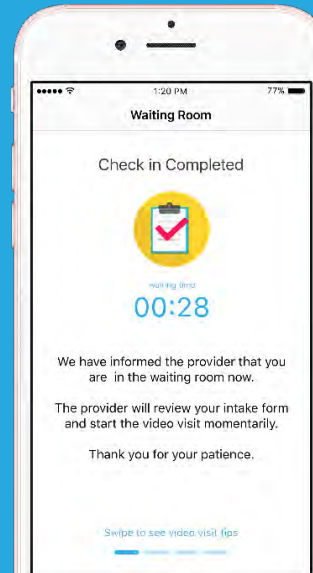 1:20 PM
77%
Waiting Room
Check in Completed
waiting time
00:28
We have informed the provider that you
are in the waiting room now.
The provider will review your intake form
and start the video visit momentarily.
Thank you for your patience.
Swipe to see video visit tips